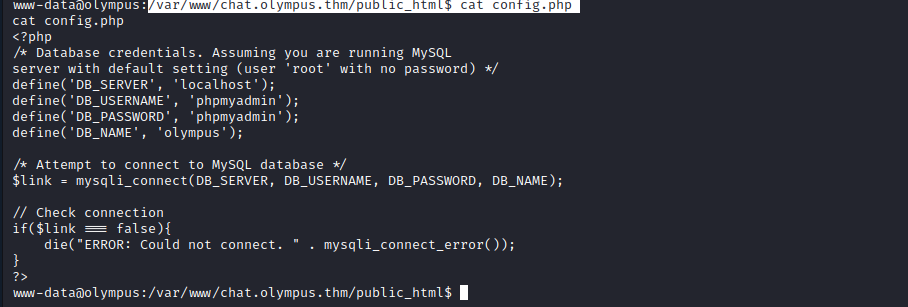 www-data@olympus:/var/www/chat.olympus.thm/public_html$ cat config.php
cat config.php
<?php
/* Database credentials. Assuming you are running MySQL
server with default setting (user 'root' with no password) */
define('DB_SERVER', 'localhost');
define('DB_USERNAME', 'phpmyadmin');
define('DB_PASSWORD', 'phpmyadmin');
define('DB_NAME', 'olympus');
/* Attempt to connect to MySQL database */
$link = mysqli_connect(DB_SERVER, DB_USERNAME, DB_PASSWORD, DB_NAME);
// Check connection
if($link === false){
    die("ERROR: Could not connect. " . mysqli_connect_error());
}
?>
www-data@olympus:/var/www/chat.olympus.thm/public_html$